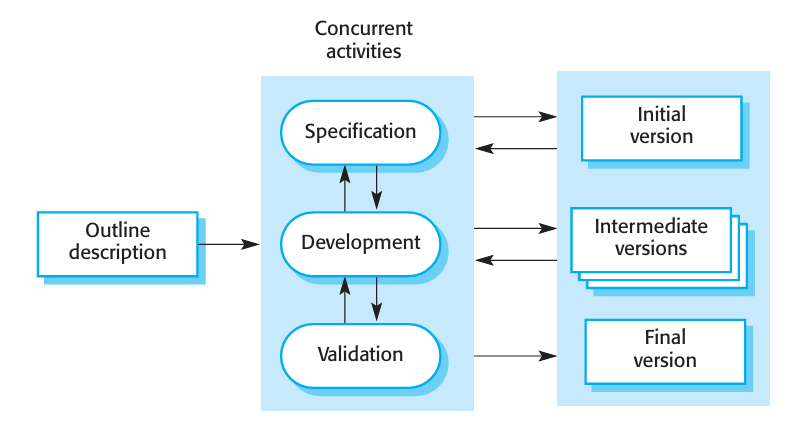 Concurrent
activities
Specification
Initial
version
Outline
description
Development
Intermediate
versions
Validation
Final
version